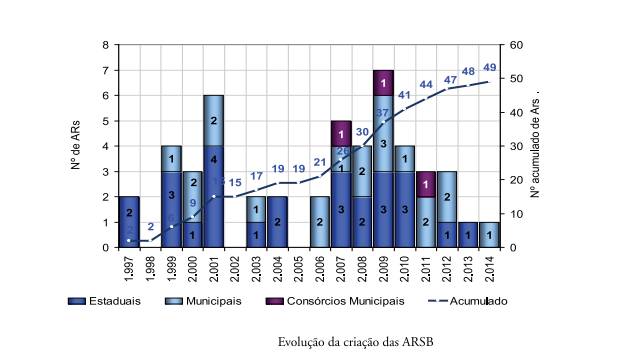 8
7
6
5
4
3
2
1
0
60
50
40
30
20
10
0
Nº de ARs
Nº acumulado de Ars .
2 3 1 1 3 4 2 1 1 2 2 3 1 1 2 2 3 3 1 3 1 2 1 1 2 1 1
2 2 6 9 15 15 17 19 19 21 26 30 37 41 44 47 48 49
1.997 1.998 1.999 2.000 2.001 2.002 2.003 2.004 2.005 2.006 2.007 2.008 2.009 2.010 2.011 2.012 2.013 2.014
Estaduais Municipais Consórcios Municipais Acumulado
Evolução da criação das ARSB